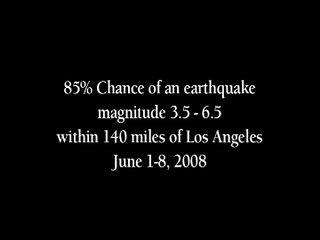 85% Chance of an earthquake
magnitude 3.5 - 6.5
within 140 miles of Los Angeles
June 1-8, 2008